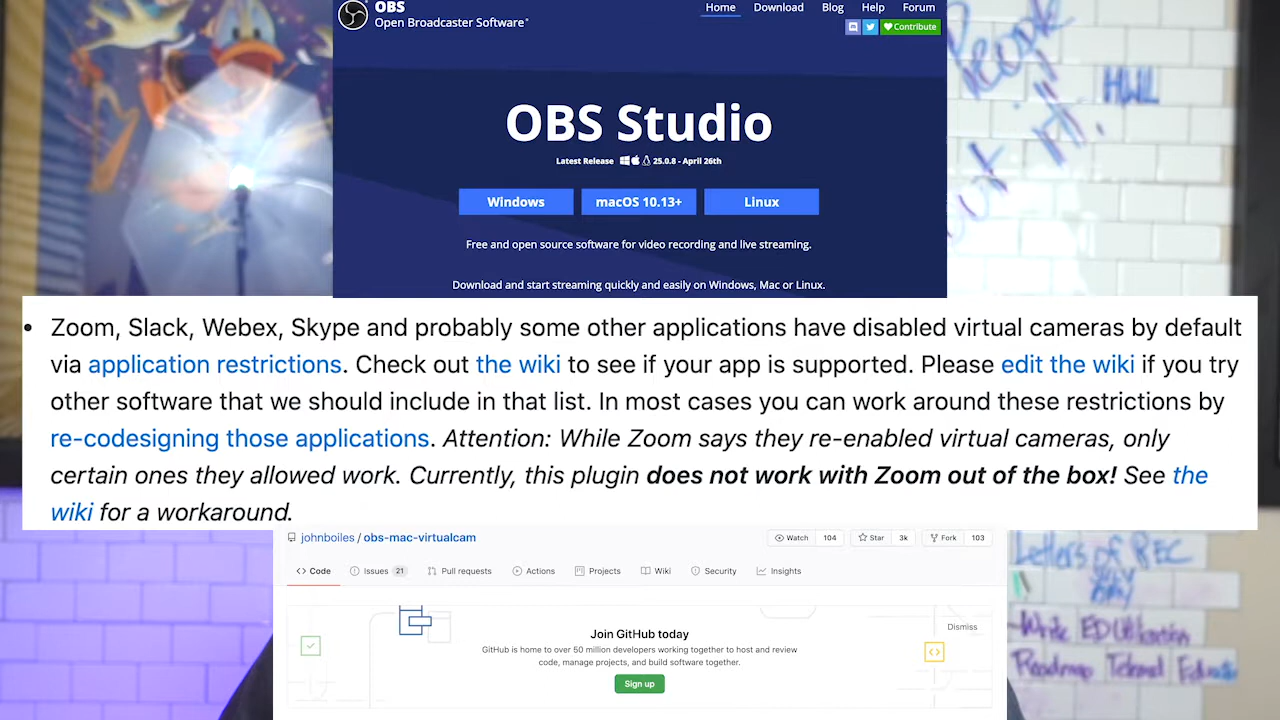 OBS
Open Broadcaster Software
Home Download Blog Help Forum
Contribute
People
HWL
OBS Studio
Latest Release 25.0.8 - April 26th
Windows macOS 10.13+ Linux
Free and open source software for video recording and live streaming.
Download and start streaming quickly and easily on Windows, Mac or Linux.
• Zoom, Slack, Webex, Skype and probably some other applications have disabled virtual cameras by default
via application restrictions. Check out the wiki to see if your app is supported. Please edit the wiki if you try
other software that we should include in that list. In most cases you can work around these restrictions by
re-codesigning those applications. Attention: While Zoom says they re-enabled virtual cameras, only
certain ones they allowed work. Currently, this plugin does not work with Zoom out of the box! See the
wiki for a workaround.
johnboiles / obs-mac-virtualcam
Watch 104 Star 3k Fork 103
Code Issues 21 Pull requests Actions Projects Wiki Security Insights
Join GitHub today
Dismiss
GitHub is home to over 50 million developers working together to host and review
code, manage projects, and build software together.
Sign up
Letters of REC